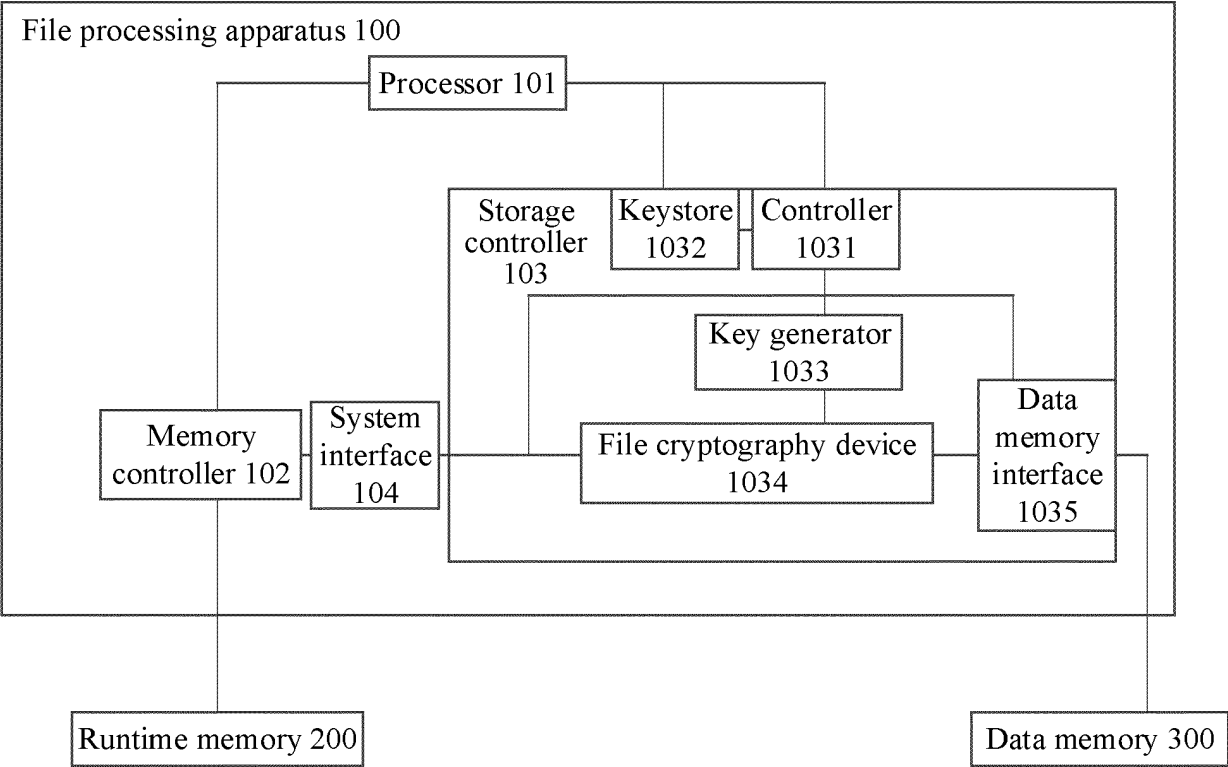 File processing apparatus 100
Processor 101
Storage
controller
103
Keystore
1032
Controller
1031
Key generator
1033
Memory
controller 102
System
interface
104
File cryptography device
1034
Data
memory
interface
1035
Runtime memory 200
Data memory 300